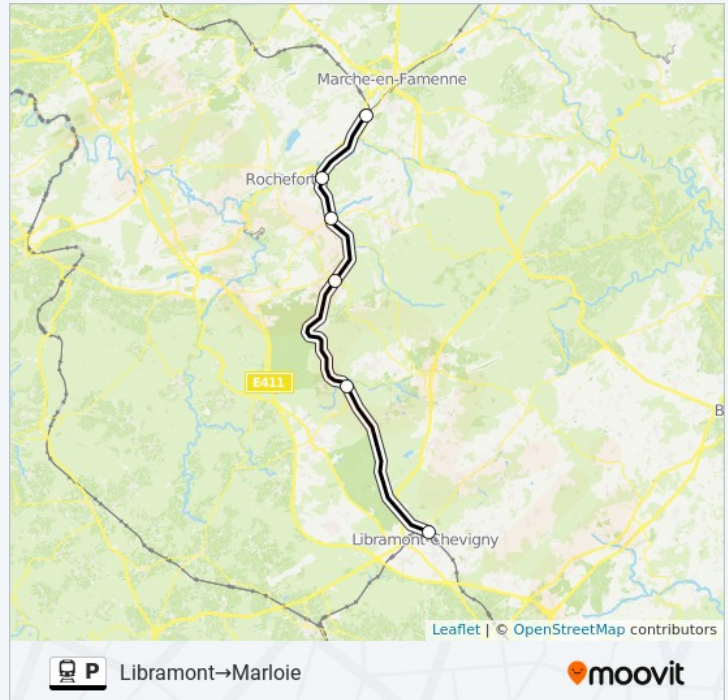 Marche-en-Famenne
Rochefort
E411
B
Libramont-Chevigny
Leaflet | © OpenStreetMap contributors
P Libramont→Marloie
moovit